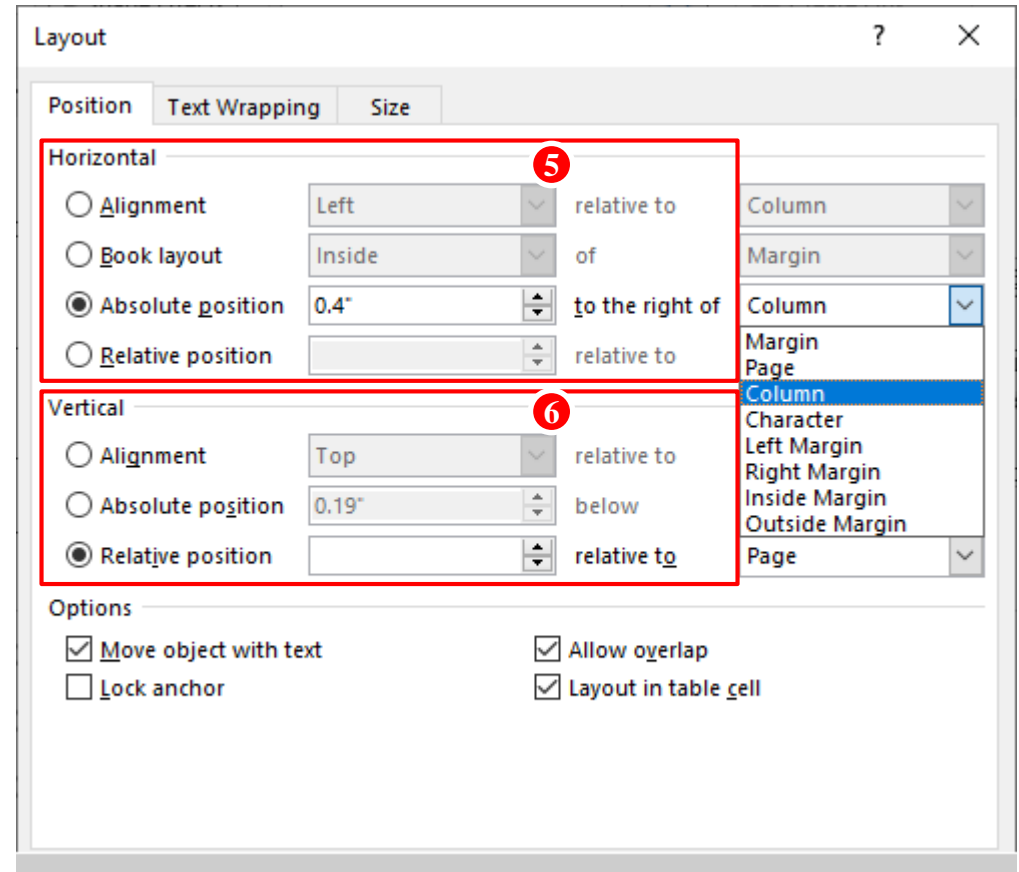 Layout ? ×
Position Text Wrapping Size
Horizontal 5
Alignment Left relative to Column
Book layout Inside of Margin
Absolute position 0.4" to the right of Column
Relative position relative to
Margin
Page
Column
Character
Left Margin
Right Margin
Inside Margin
Outside Margin
Vertical 6
Alignment Top relative to
Absolute position 0.19" below
Relative position relative to Page
Options
Move object with text Allow overlap
Lock anchor Layout in table cell